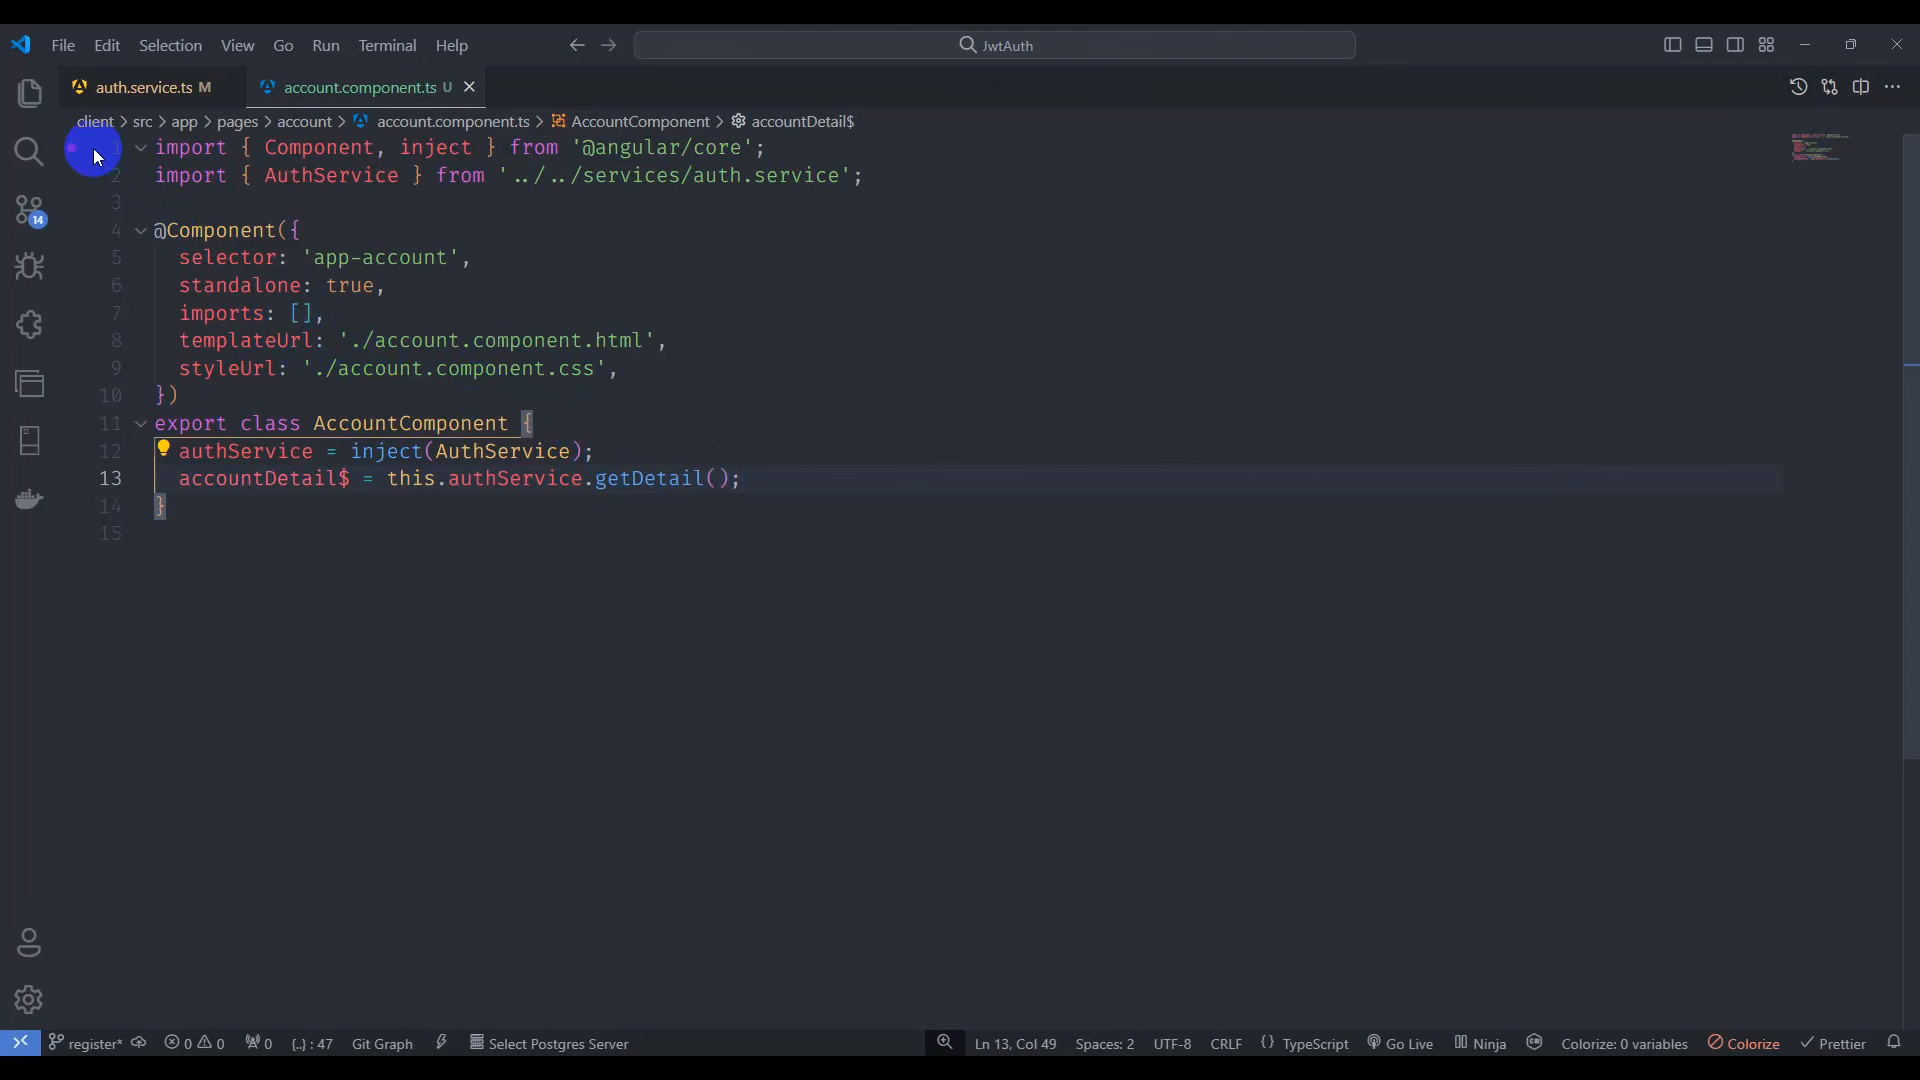 File Edit Selection View Go Run Terminal Help JwtAuth
auth.service.ts M account.component.ts U
client > src > app > pages > account > account.component.ts > AccountComponent > accountDetail$
1 import { Component, inject } from '@angular/core';
2 import { AuthService } from '../../services/auth.service';
3
4 @Component({
5 selector: 'app-account',
6 standalone: true,
7 imports: [],
8 templateUrl: './account.component.html',
9 styleUrl: './account.component.css',
10 })
11 export class AccountComponent {
12 authService = inject(AuthService);
13 accountDetail$ = this.authService.getDetail();
14 }
15
14
register* 0 0 0 {..} : 47 Git Graph Select Postgres Server Ln 13, Col 49 Spaces: 2 UTF-8 CRLF {} TypeScript Go Live Ninja Colorize: 0 variables Colorize Prettier